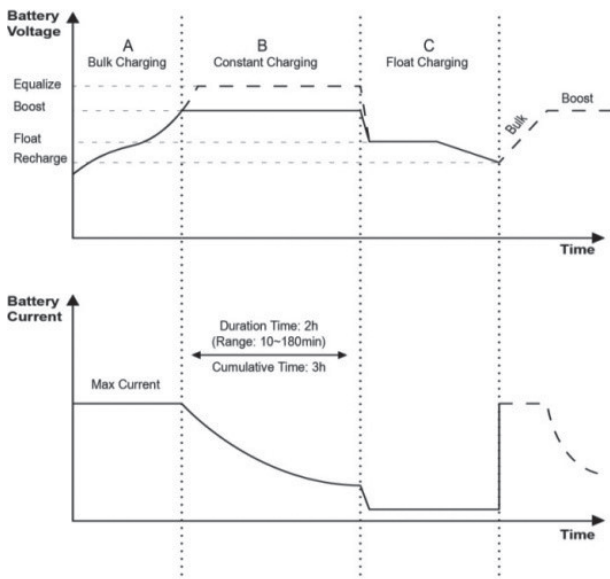 Battery
Voltage
A
Bulk Charging
B
Constant Charging
C
Float Charging
Equalize
Boost
Float
Recharge
Bulk
Boost
Time
Battery
Current
Duration Time: 2h
(Range: 10~180min)
Cumulative Time: 3h
Max Current
Time